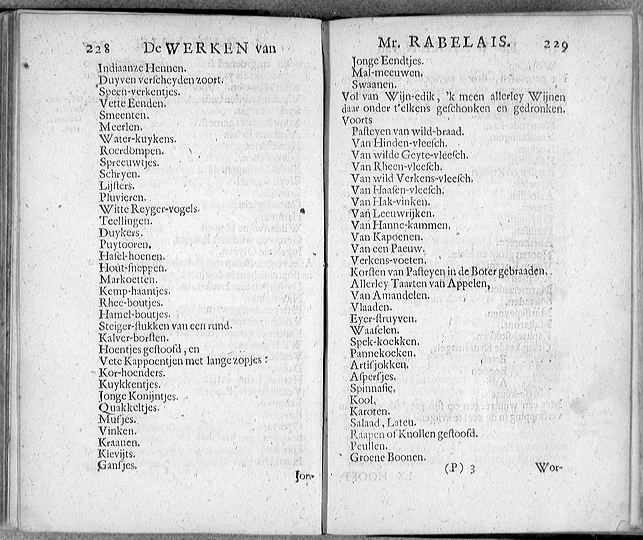 228 De WERKEN van
Indiaanze Hennen.
Duyven verſcheyden zoort.
Speen-verkentjes.
Vette Eenden.
Smeenten.
Meerlen.
Water-kuykens.
Roerdompen.
Spreeuwtjes.
Schryen.
Lijſters.
Pluvieren.
Witte Reyger-vogels.
Teellingen.
Duykers.
Puytooren,
Haſel-hoenen.
Hout-ſneppen.
Markoetten.
Kemp-haantjes.
Rhee-boutjes.
Hamel-boutjes.
Steiger-ſtukken van een rund.
Kalver-borſten.
Hoentjes geſtoofd, en
Vete Kappoentjen met lange zopjes:
Kor-hoenders.
Kuykkentjes.
Jonge Konijntjes.
Quakkeltjes.
Muſjes.
Vinken.
Kraanen.
Kievijts.
Ganſjes.
Jon-
Mr. RABELAIS. 229
Jonge Eendtjes.
Mal-meeuwen.
Swaanen.
Vol van Wijn-edik, 'k meen allerley Wijnen
daar onder t'elkens geſchonken en gedronken.
Voorts
Paſteyen van wild-braad.
Van Hinden-vleeſch.
Van wilde Geyte-vleeſch.
Van Rheen-vleeſch.
Van wild Verkens-vleeſch.
Van Haaſen-vleeſch.
Van Hak-vinken.
Van Leeuwrijken.
Van Hanne-kammen.
Van Kapoenen.
Van een Paeuw.
Verkens-voeten.
Korſten van Paſteyen in de Boter gebraaden.
Allerley Taarten van Appelen,
Van Amandelen.
Vlaaden.
Eyer-ſtruyven.
Waafelen.
Spek-koekken.
Pannekoeken.
Artiſjokken,
Aſperſjes.
Spinnaſie,
Kool,
Karoten.
Salaad, Lateu.
Raapen of Knollen geſtoofd.
Peullen.
Groene Boonen.
(P) 3 Wor-